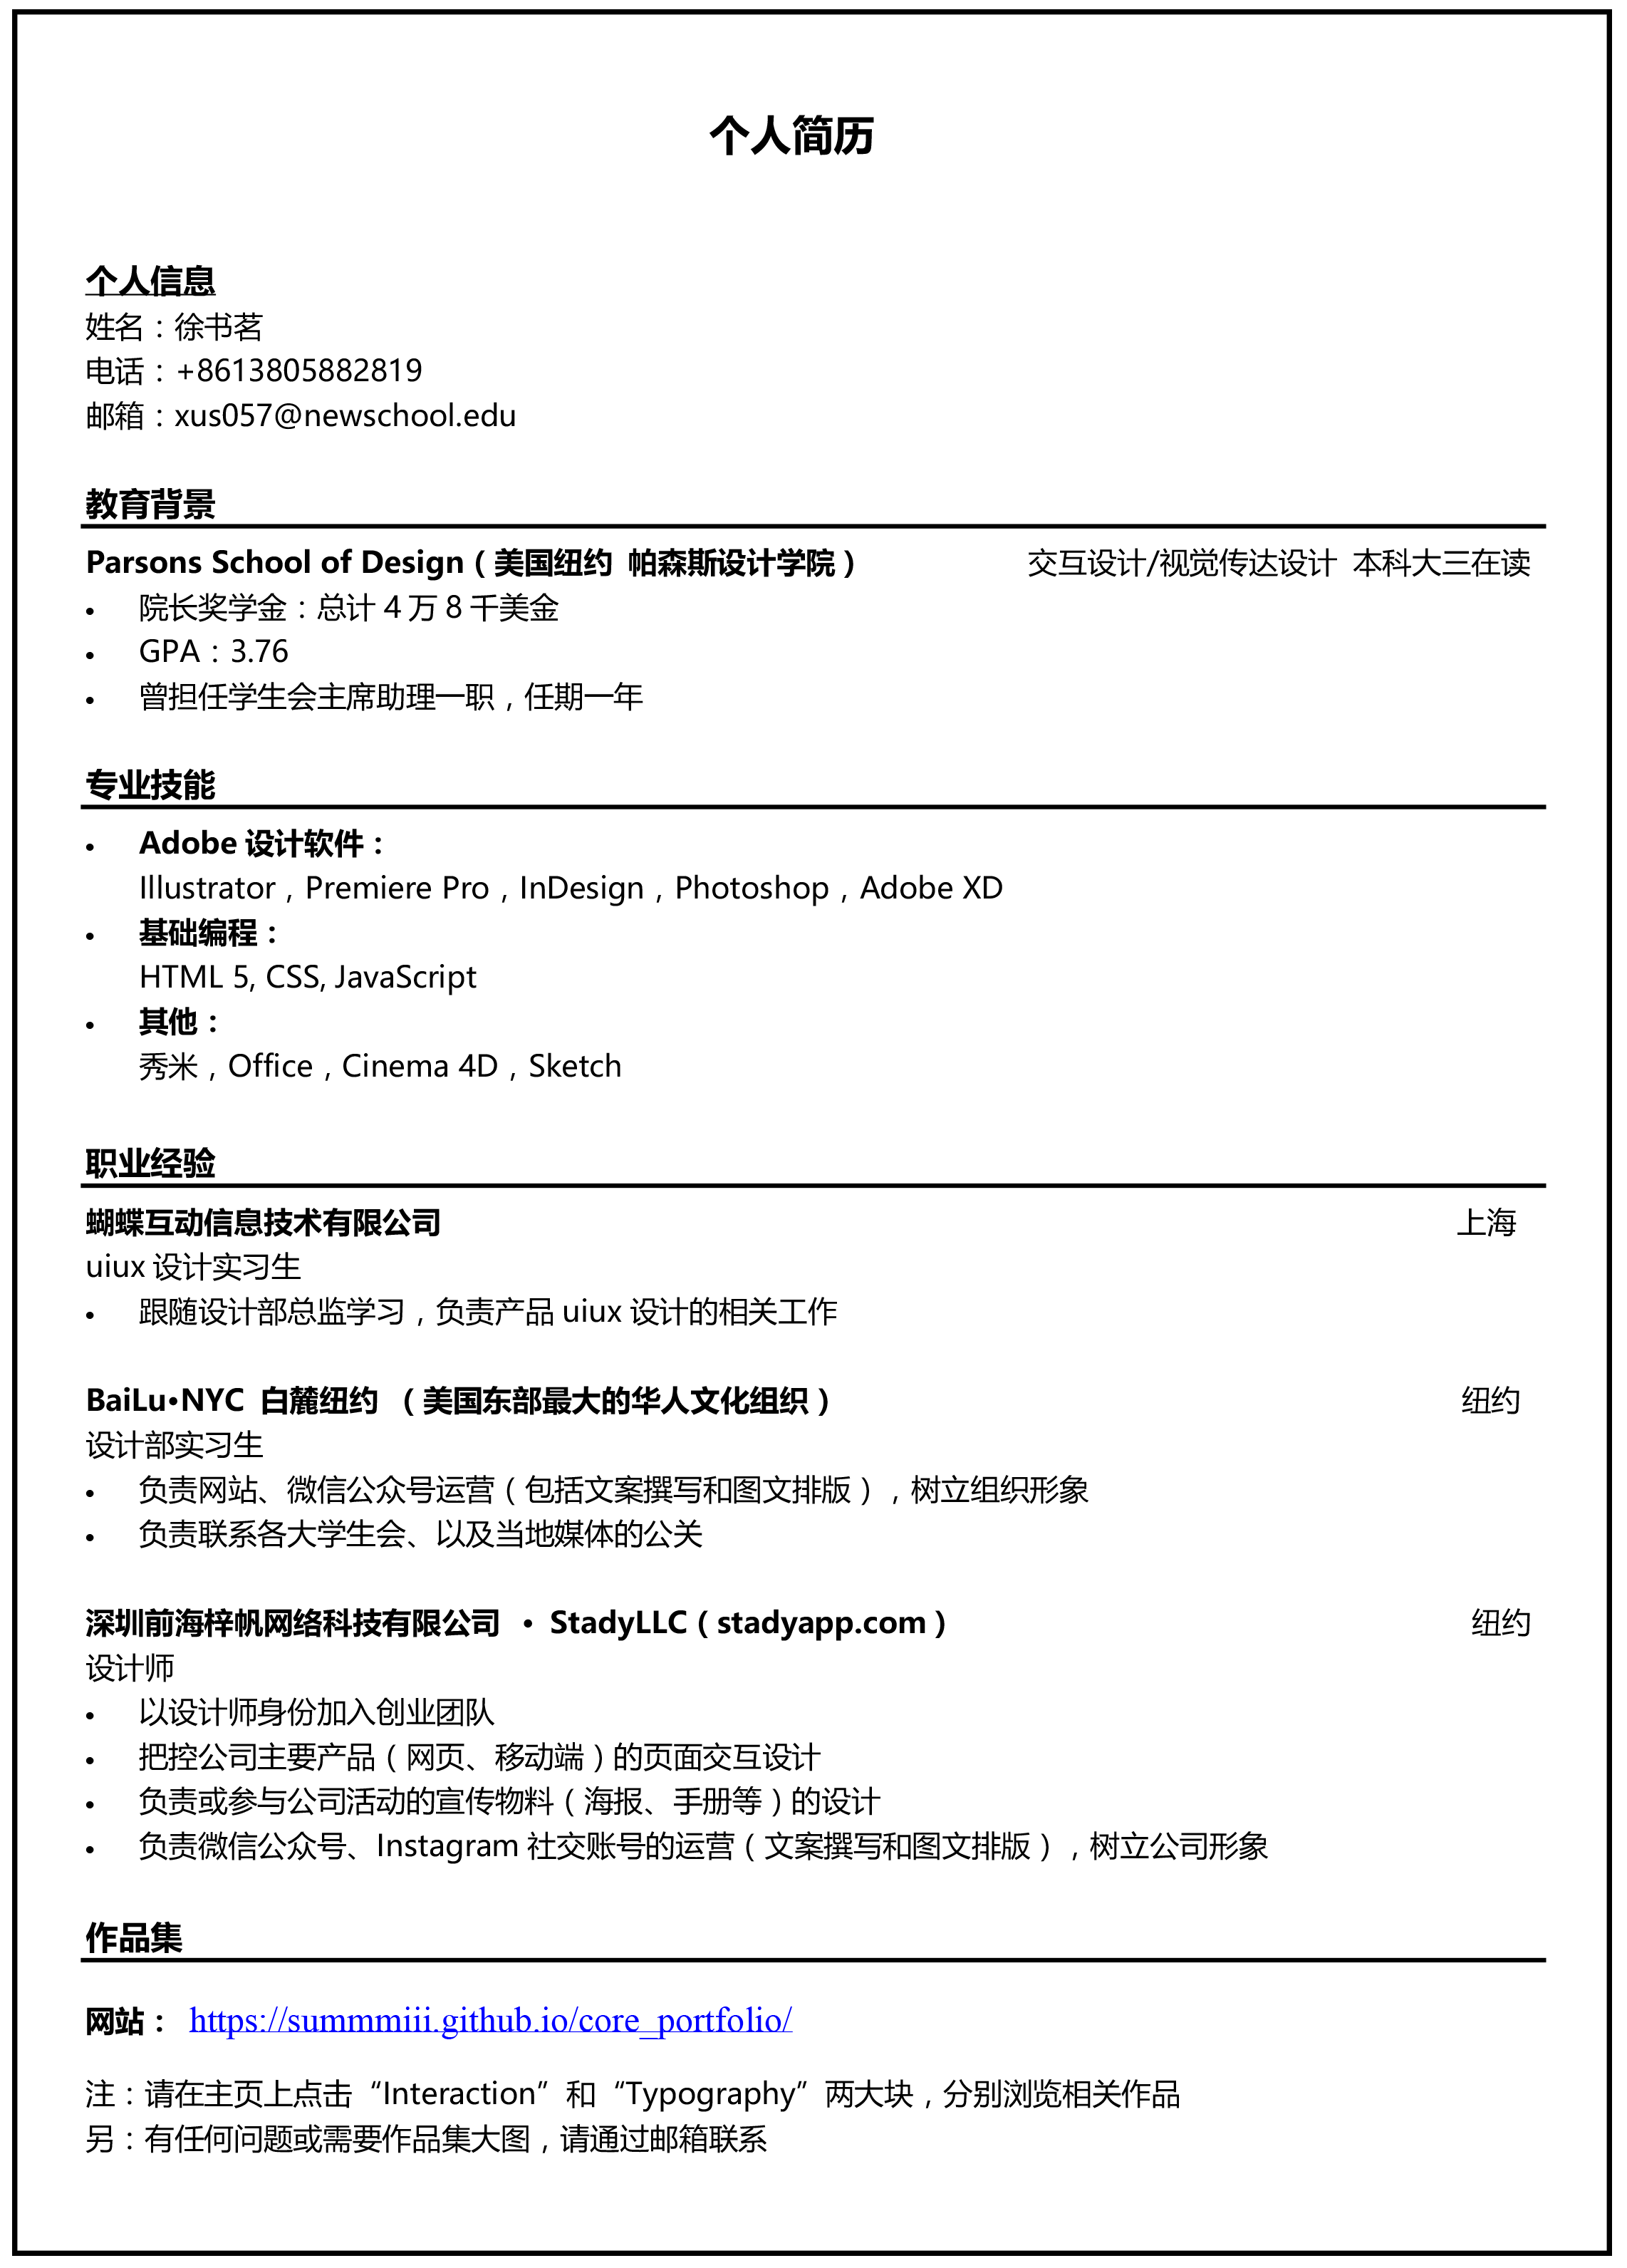 个人简历
个人信息
姓名：徐书茗
电话：+8613805882819
邮箱：xus057@newschool.edu
教育背景
Parsons School of Design（美国纽约 帕森斯设计学院） 交互设计/视觉传达设计 本科大三在读
• 院长奖学金：总计 4 万 8 千美金
• GPA：3.76
• 曾担任学生会主席助理一职，任期一年
专业技能
• Adobe 设计软件：
Illustrator，Premiere Pro，InDesign，Photoshop，Adobe XD
• 基础编程：
HTML 5, CSS, JavaScript
• 其他：
秀米，Office，Cinema 4D，Sketch
职业经验
蝴蝶互动信息技术有限公司 上海
uiux 设计实习生
• 跟随设计部总监学习，负责产品 uiux 设计的相关工作
BaiLu•NYC 白麓纽约 （美国东部最大的华人文化组织） 纽约
设计部实习生
• 负责网站、微信公众号运营（包括文案撰写和图文排版），树立组织形象
• 负责联系各大学生会、以及当地媒体的公关
深圳前海梓帆网络科技有限公司 • StadyLLC（stadyapp.com） 纽约
设计师
• 以设计师身份加入创业团队
• 把控公司主要产品（网页、移动端）的页面交互设计
• 负责或参与公司活动的宣传物料（海报、手册等）的设计
• 负责微信公众号、Instagram 社交账号的运营（文案撰写和图文排版），树立公司形象
作品集
网站： https://summmiii.github.io/core_portfolio/
注：请在主页上点击“Interaction”和“Typography”两大块，分别浏览相关作品
另：有任何问题或需要作品集大图，请通过邮箱联系